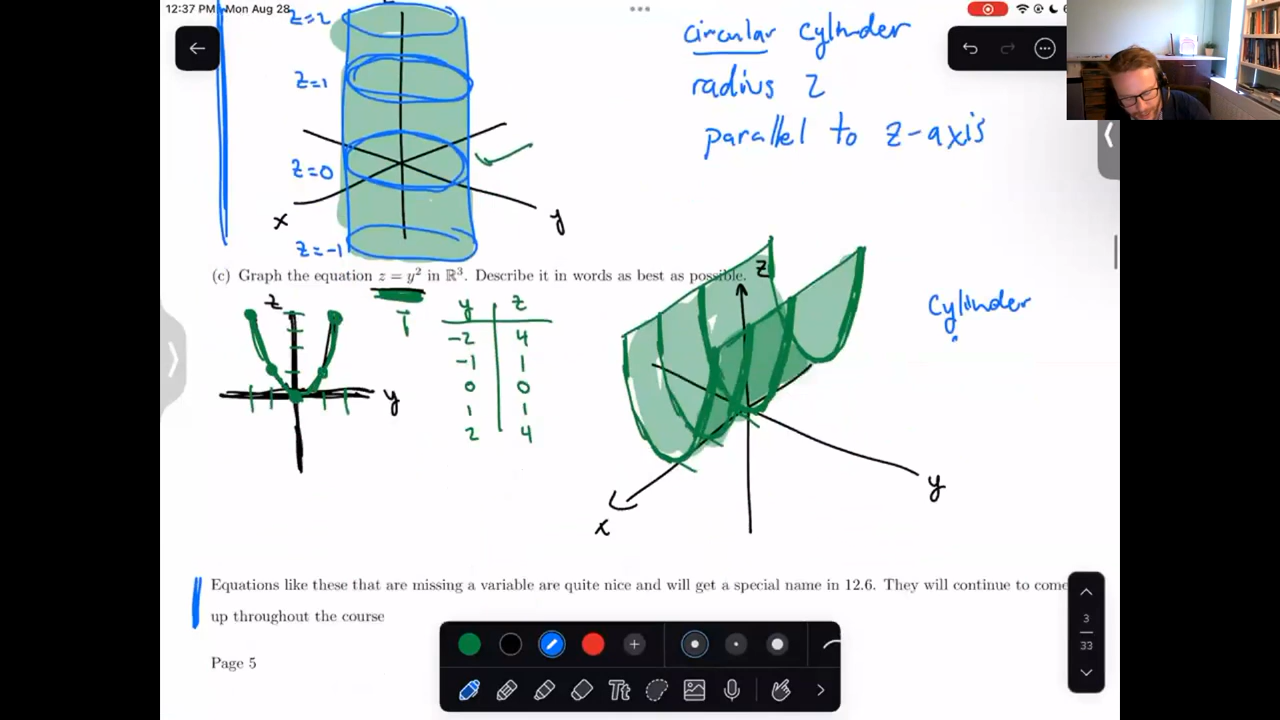 12:37 PM Mon Aug 28
z=2
circular cylinder
z=1
radius 2
parallel to z-axis
z=0
x
y
z=-1
(c) Graph the equation z = y² in ℝ³. Describe it in words as best as possible.
z
y z
-2 4
-1 1
0 0
1 1
2 4
y
z
x
y
Cylinder
Equations like these that are missing a variable are quite nice and will get a special name in 12.6. They will continue to come
up throughout the course
Page 5
3
33
Tt